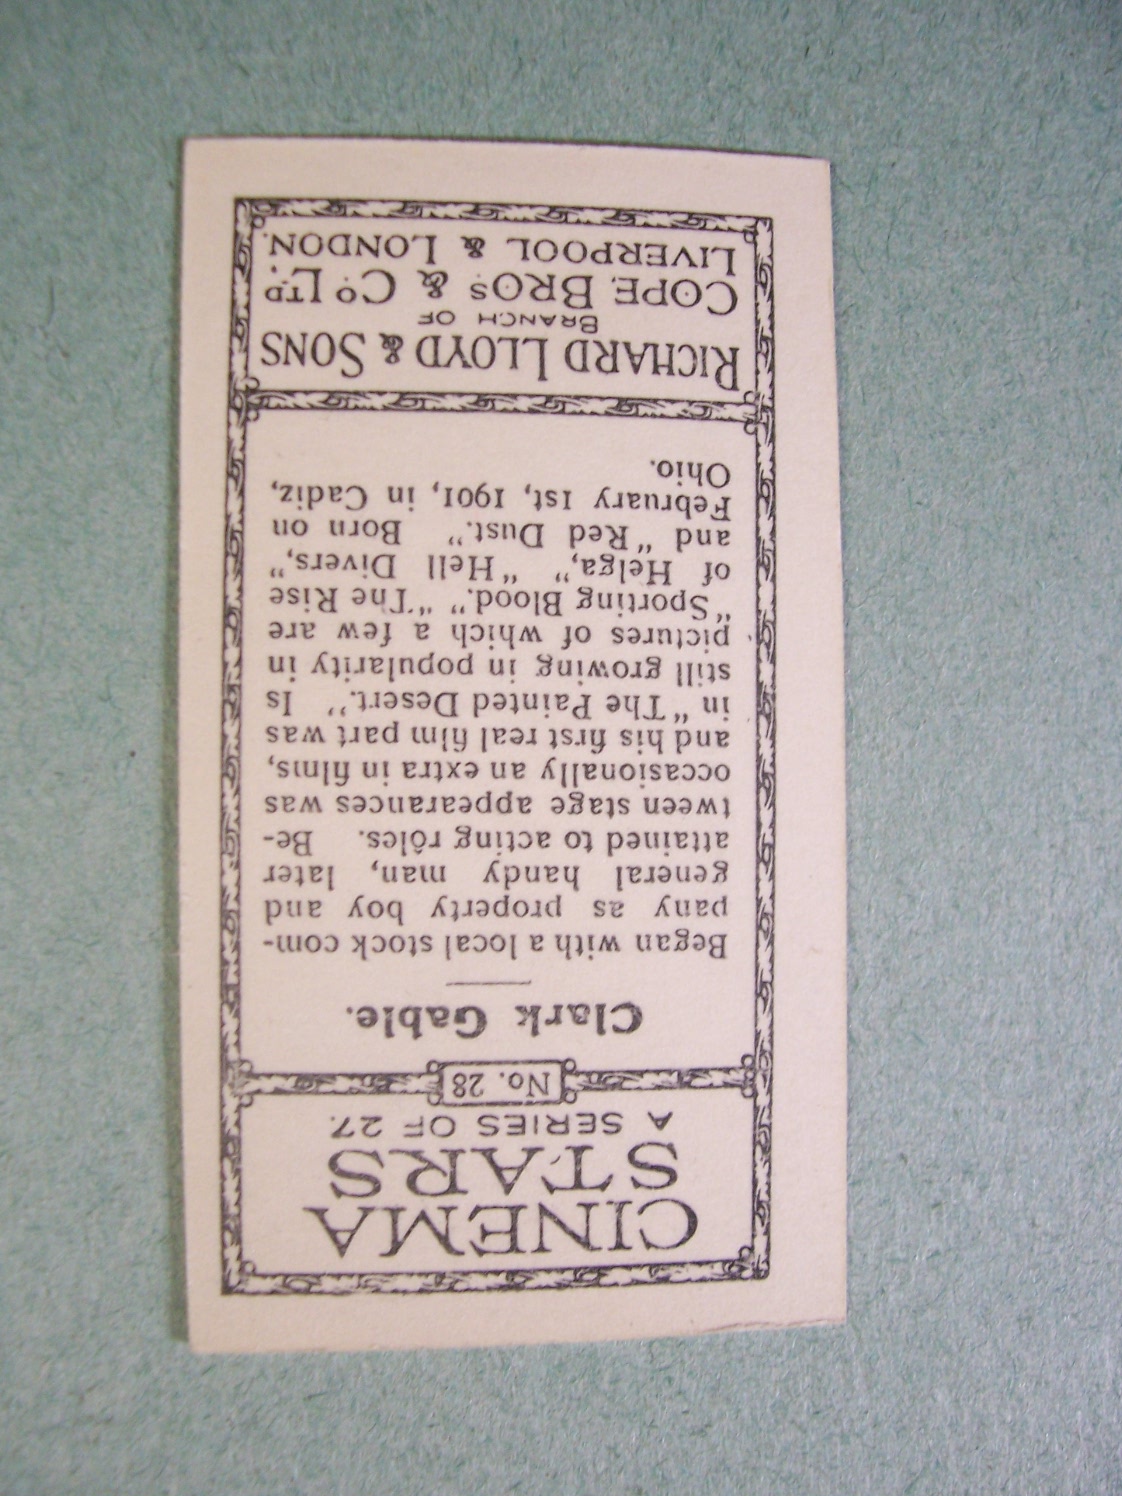 CINEMA
STARS
A SERIES OF 27.
No. 28
Clark Gable.
Began with a local stock com-
pany as property boy and
general handy man, later
attained to acting rôles. Be-
tween stage appearances was
occasionally an extra in films,
and his first real film part was
in "The Painted Desert." Is
still growing in popularity in
pictures of which a few are
"Sporting Blood." "The Rise
of Helga," "Hell Divers,"
and "Red Dust." Born on
February 1st, 1901, in Cadiz,
Ohio.
RICHARD LLOYD & SONS
BRANCH OF
COPE BROS. & CO. LTD.
LIVERPOOL & LONDON.